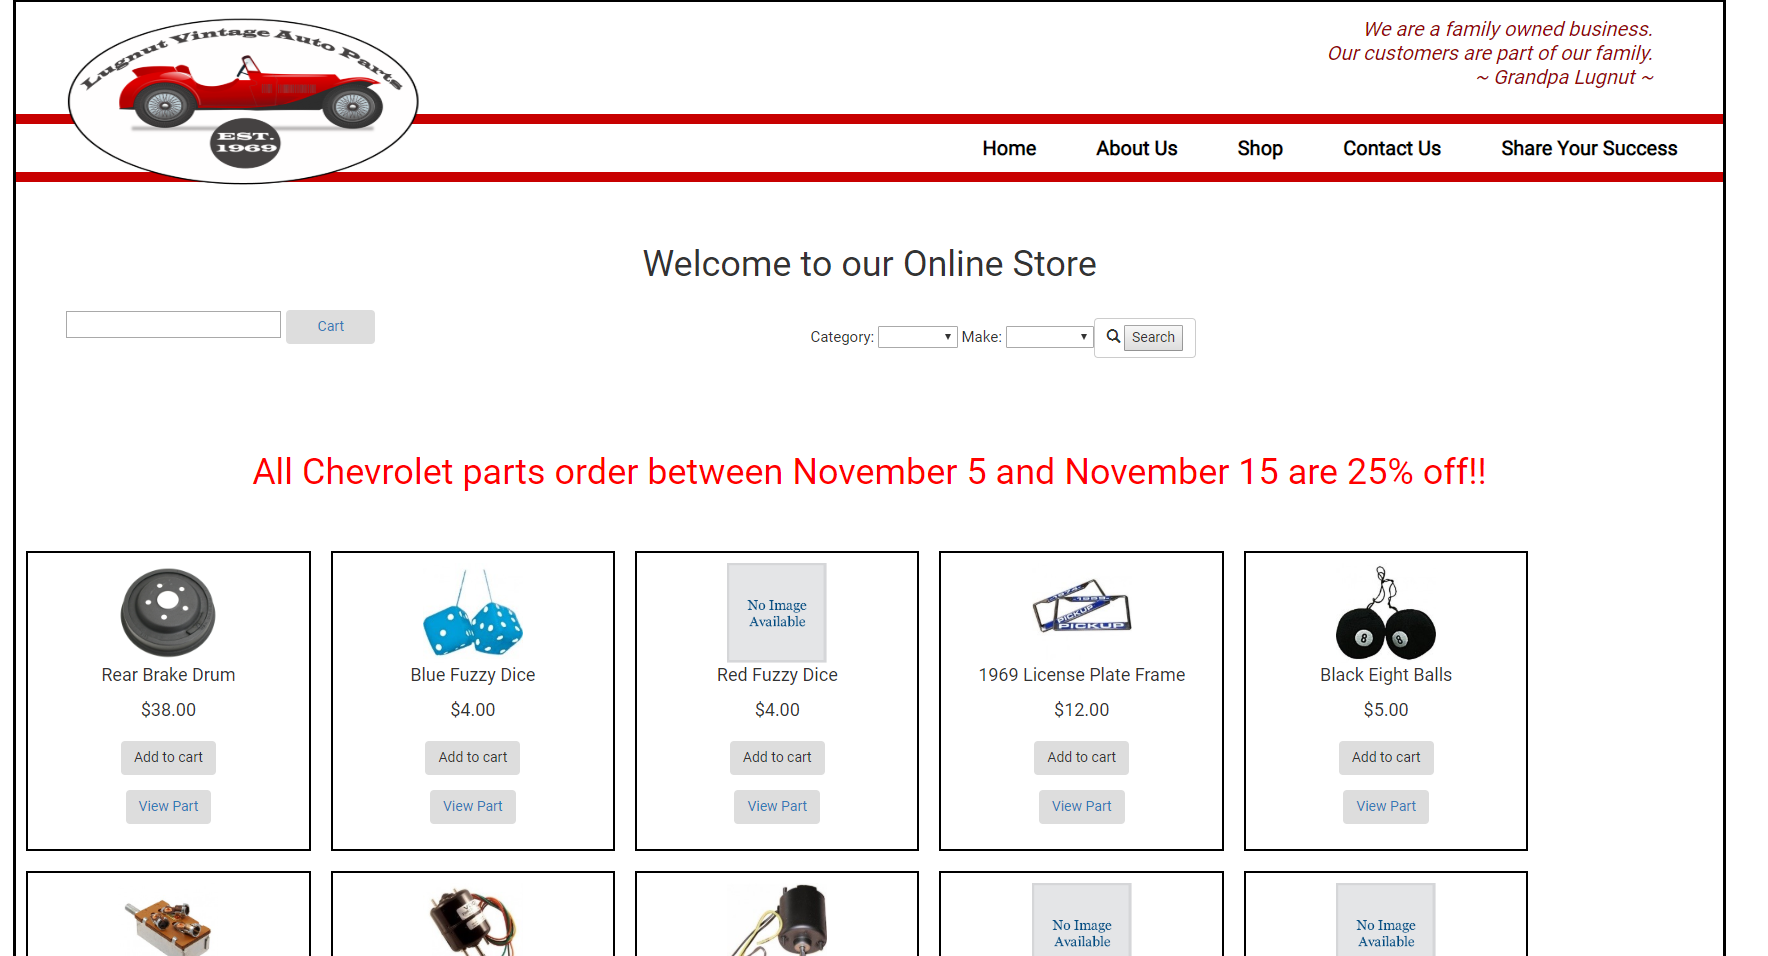 Lugnut Vintage Auto Parts
EST.
1969
We are a family owned business.
Our customers are part of our family.
~ Grandpa Lugnut ~
Home About Us Shop Contact Us Share Your Success
Welcome to our Online Store
Cart Category: Make: Search
All Chevrolet parts order between November 5 and November 15 are 25% off!!
No Image
Available
PICKUP
PICKUP
8 8
Rear Brake Drum Blue Fuzzy Dice Red Fuzzy Dice 1969 License Plate Frame Black Eight Balls
$38.00 $4.00 $4.00 $12.00 $5.00
Add to cart Add to cart Add to cart Add to cart Add to cart
View Part View Part View Part View Part View Part
No Image No Image
Available Available